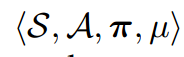 ⟨𝒮, 𝒜, 𝝅, μ⟩